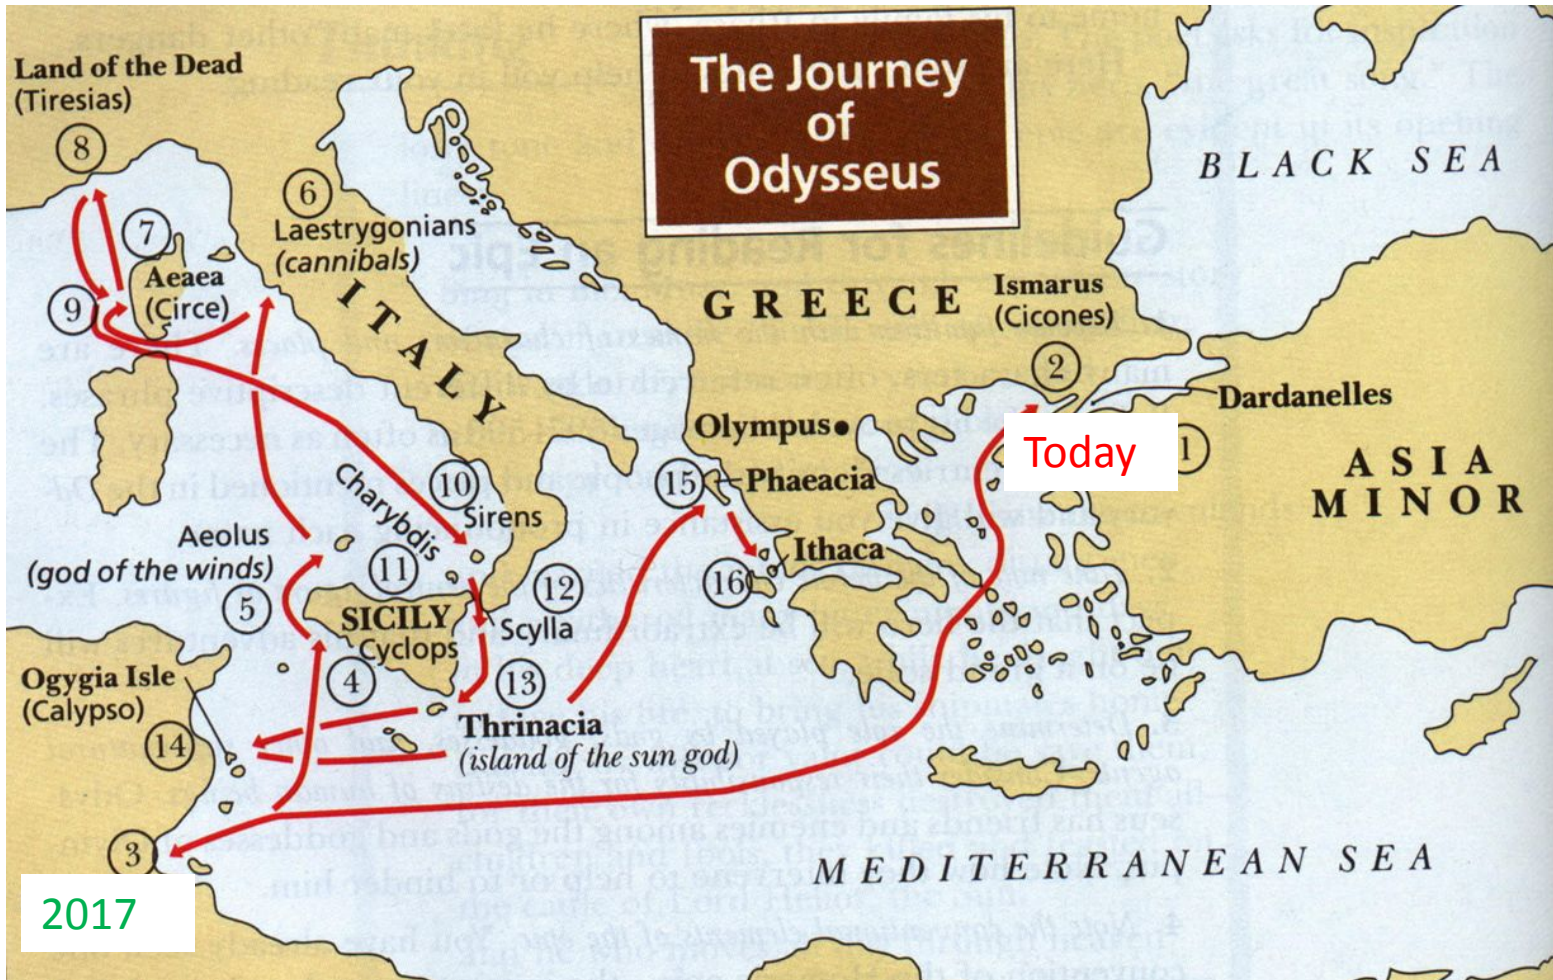 The Journey
of
Odysseus
Land of the Dead
(Tiresias)
8
7
Aeaea
(Circe)
9
6
Laestrygonians
(cannibals)
ITALY
GREECE
BLACK SEA
Ismarus
(Cicones)
2
Dardanelles
Today
1
ASIA
MINOR
Olympus
15
Phaeacia
Ithaca
16
Charybdis
10
Sirens
Aeolus
(god of the winds)
5
11
12
SICILY
Scylla
Cyclops
4
13
Ogygia Isle
(Calypso)
14
Thrinacia
(island of the sun god)
3
MEDITERRANEAN SEA
2017